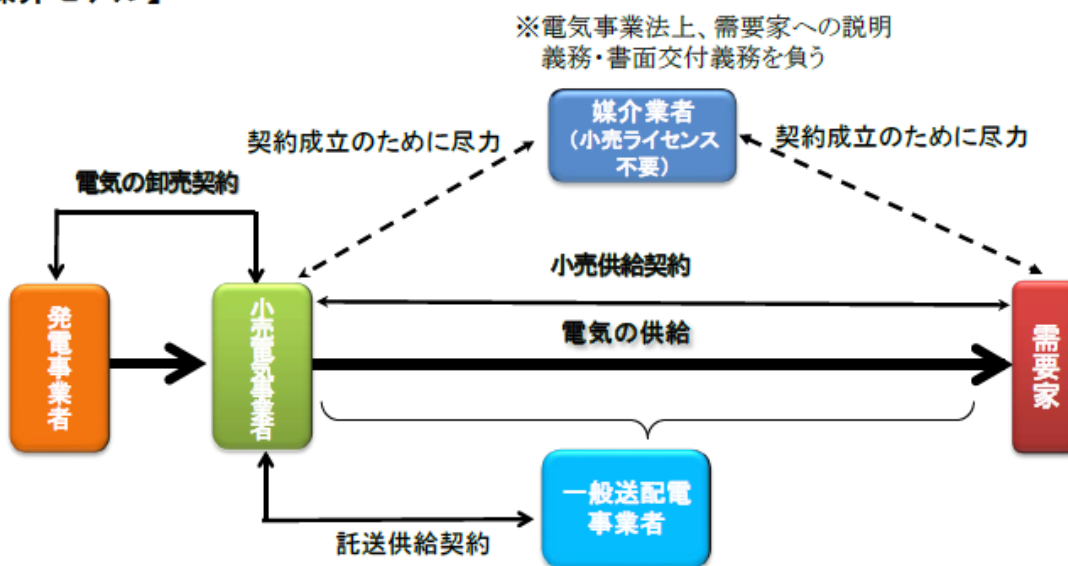 ※電気事業法上、需要家への説明
義務・書面交付義務を負う
媒介業者
(小売ライセンス
不要)
契約成立のために尽力
契約成立のために尽力
電気の卸売契約
小売供給契約
発電事業者
小売電気事業者
電気の供給
需要家
一般送配電
事業者
託送供給契約